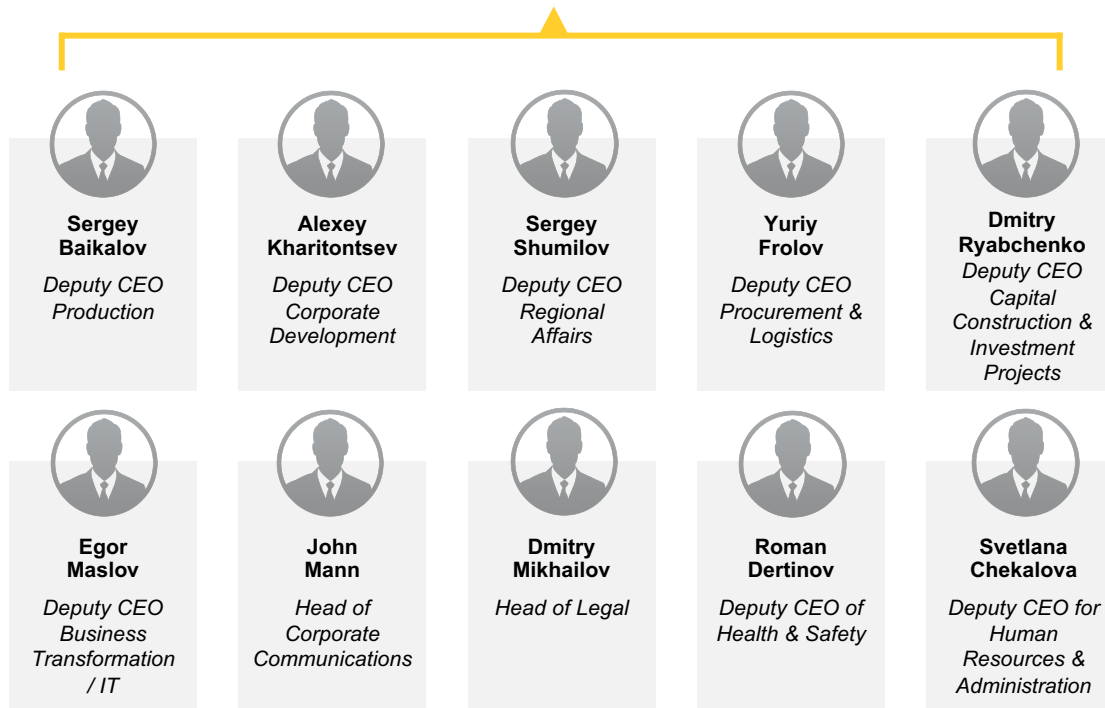 Sergey
Baikalov
Deputy CEO
Production
Alexey
Kharitontsev
Deputy CEO
Corporate
Development
Sergey
Shumilov
Deputy CEO
Regional
Affairs
Yuriy
Frolov
Deputy CEO
Procurement &
Logistics
Dmitry
Ryabchenko
Deputy CEO
Capital
Construction &
Investment
Projects
Egor
Maslov
Deputy CEO
Business
Transformation
/ IT
John
Mann
Head of
Corporate
Communications
Dmitry
Mikhailov
Head of Legal
Roman
Dertinov
Deputy CEO of
Health & Safety
Svetlana
Chekalova
Deputy CEO for
Human
Resources &
Administration